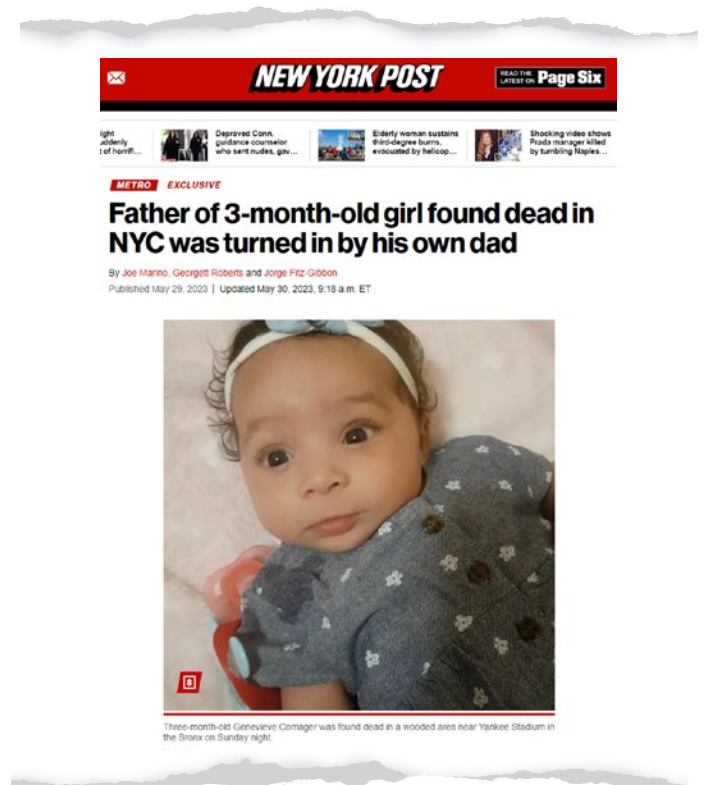 NEW YORK POST
READ THE
LATEST ON Page Six
ight
uddenly
t of horrifi...
Depraved Conn.
guidance counselor
who sent nudes, gav...
Elderly woman sustains
third-degree burns,
evacuated by helicop...
Shocking video shows
Prada manager killed
by tumbling Naples...
METRO EXCLUSIVE
Father of 3-month-old girl found dead in
NYC was turned in by his own dad
By Joe Marino, Georgett Roberts and Jorge Fitz-Gibbon
Published May 29, 2023 | Updated May 30, 2023, 9:18 a.m. ET
Three-month-old Genevieve Comager was found dead in a wooded area near Yankee Stadium in
the Bronx on Sunday night.